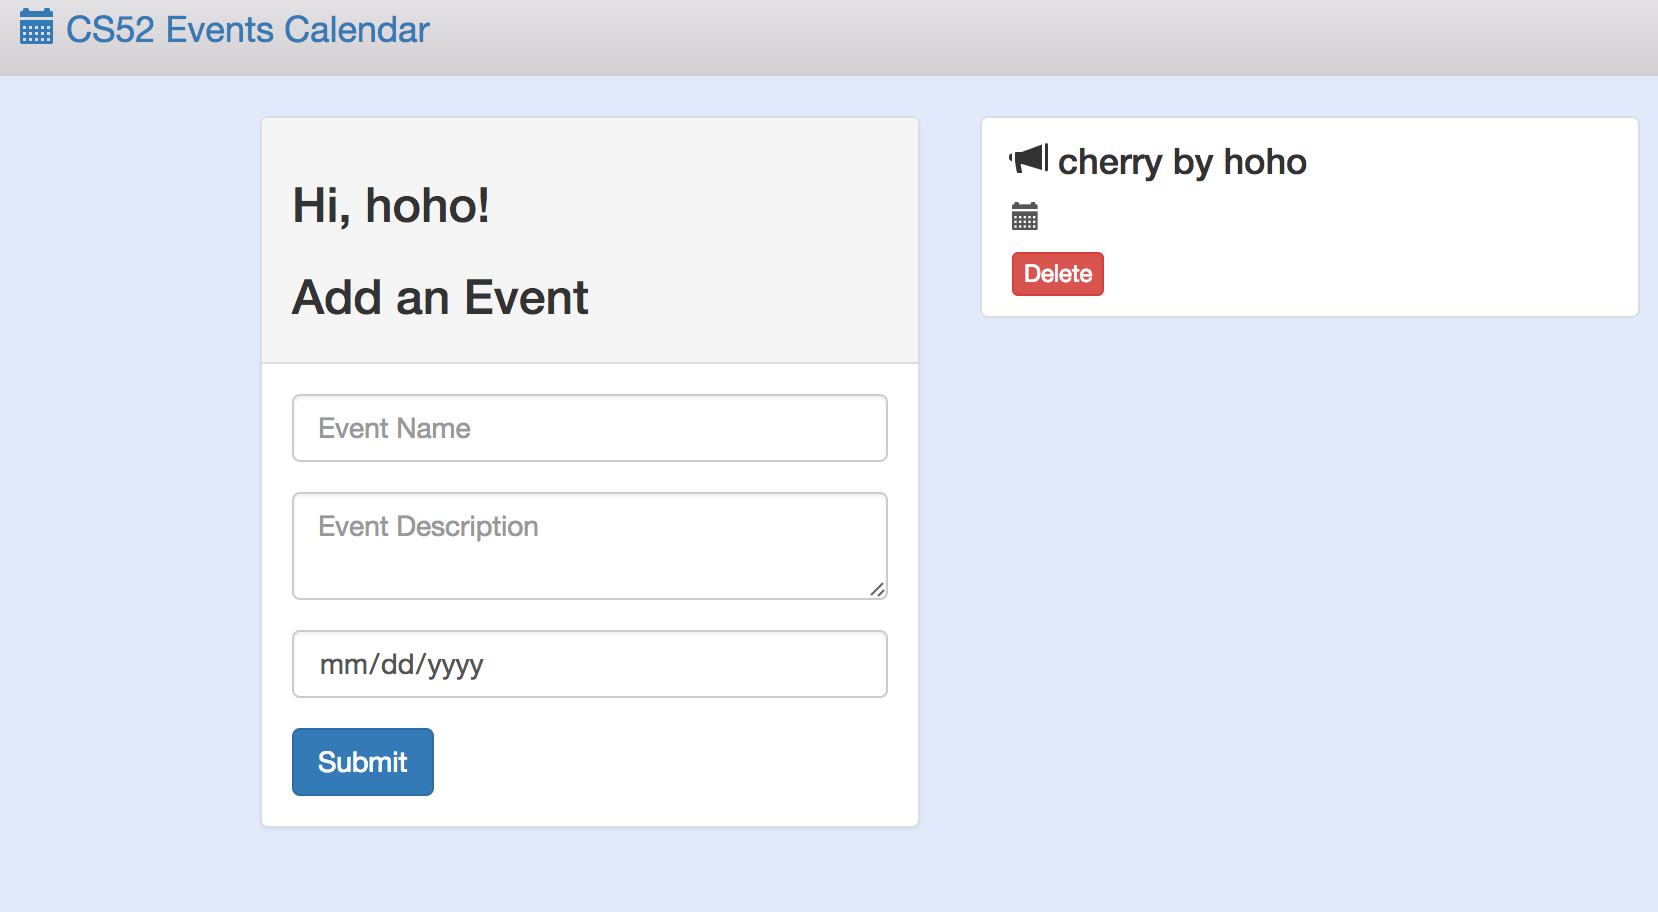 CS52 Events Calendar
Hi, hoho!
Add an Event
Event Name
Event Description
mm/dd/yyyy
Submit
cherry by hoho
Delete